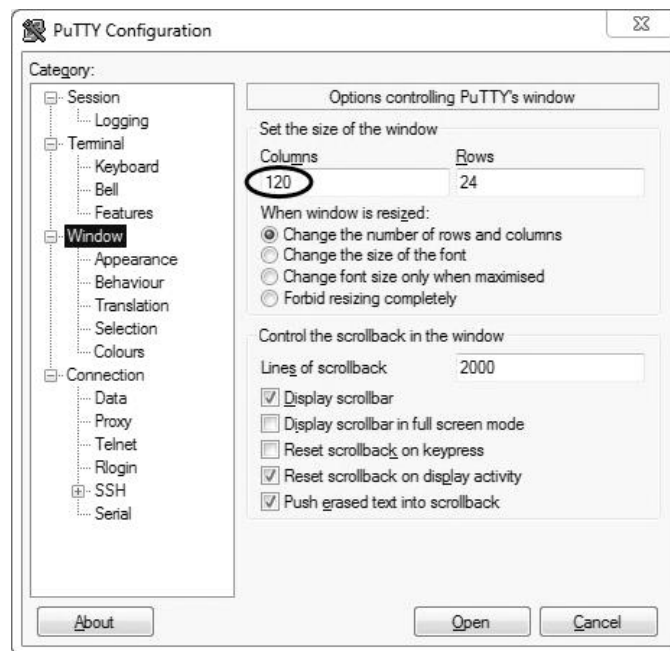 PuTTY Configuration
Category:
Session
Logging
Terminal
Keyboard
Bell
Features
Window
Appearance
Behaviour
Translation
Selection
Colours
Connection
Data
Proxy
Telnet
Rlogin
SSH
Serial
Options controlling PuTTY's window
Set the size of the window
Columns Rows
120 24
When window is resized:
Change the number of rows and columns
Change the size of the font
Change font size only when maximised
Forbid resizing completely
Control the scrollback in the window
Lines of scrollback 2000
Display scrollbar
Display scrollbar in full screen mode
Reset scrollback on keypress
Reset scrollback on display activity
Push erased text into scrollback
About Open Cancel